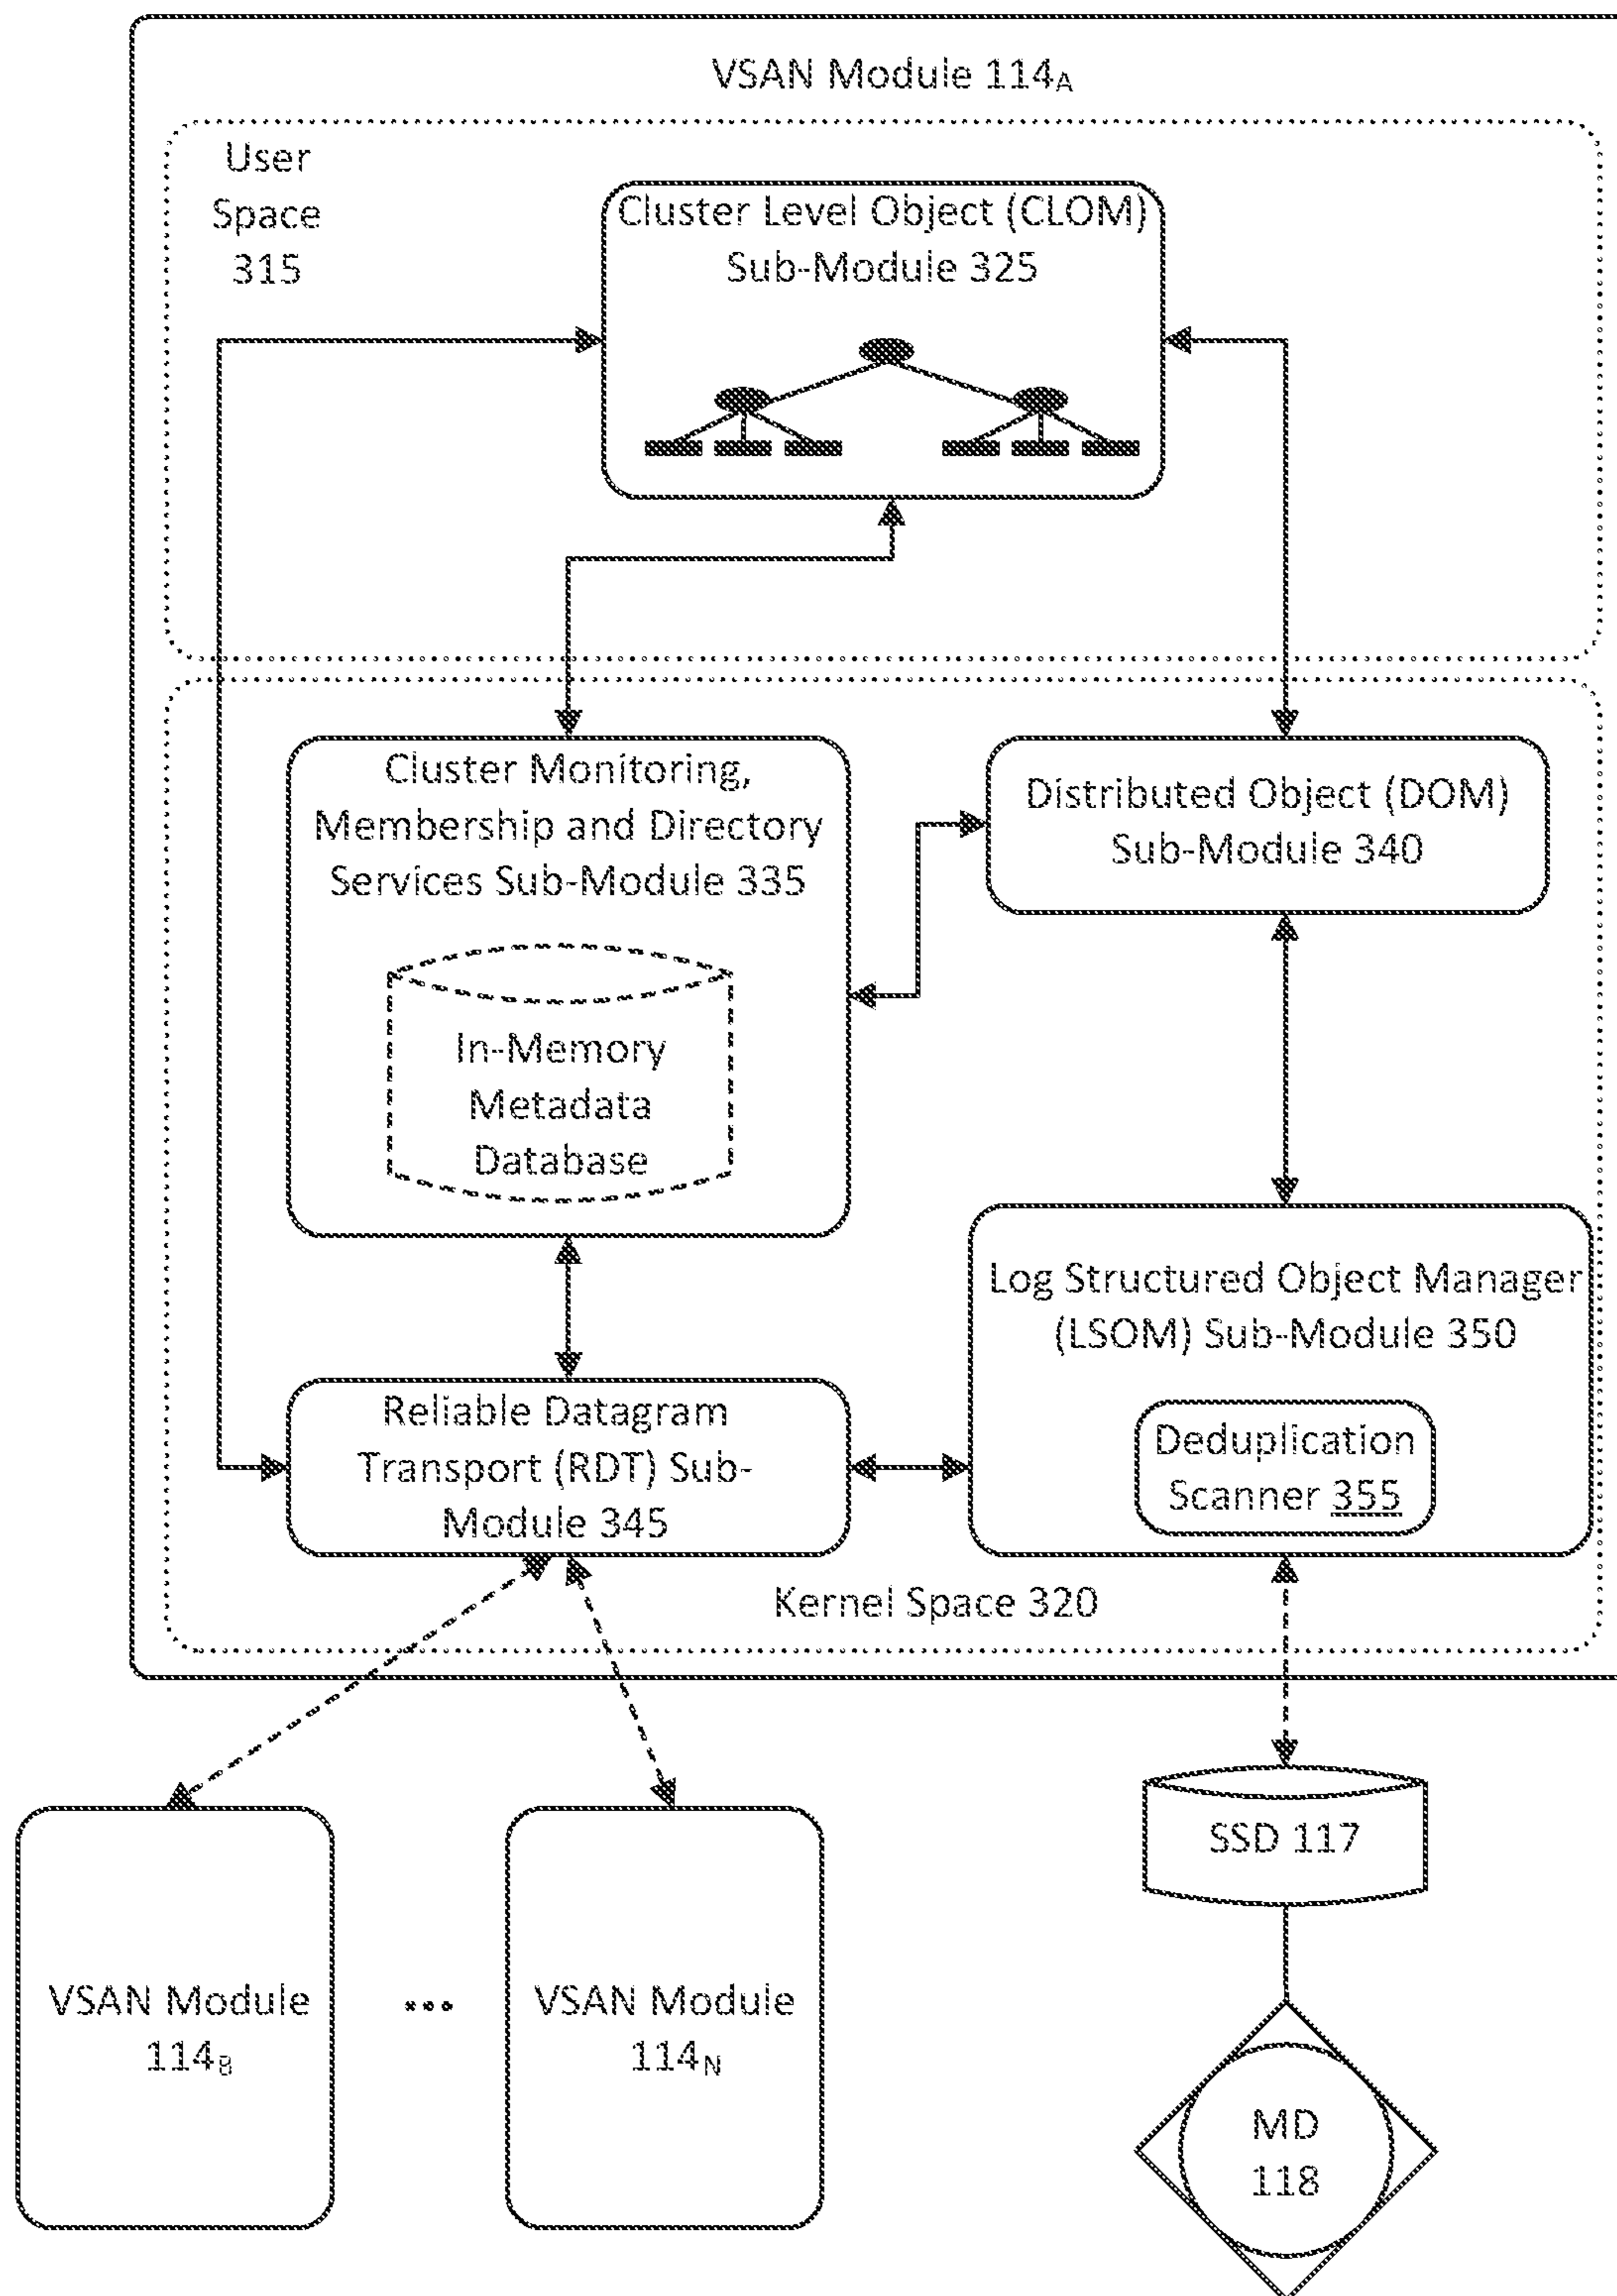 VSAN Module 114A
User
Space
315
Cluster Level Object (CLOM)
Sub-Module 325
Cluster Monitoring,
Membership and Directory
Services Sub-Module 335
In-Memory
Metadata
Database
Distributed Object (DOM)
Sub-Module 340
Log Structured Object Manager
(LSOM) Sub-Module 350
Deduplication
Scanner 355
Reliable Datagram
Transport (RDT) Sub-
Module 345
Kernel Space 320
VSAN Module
114B
...
VSAN Module
114N
SSD 117
MD
118